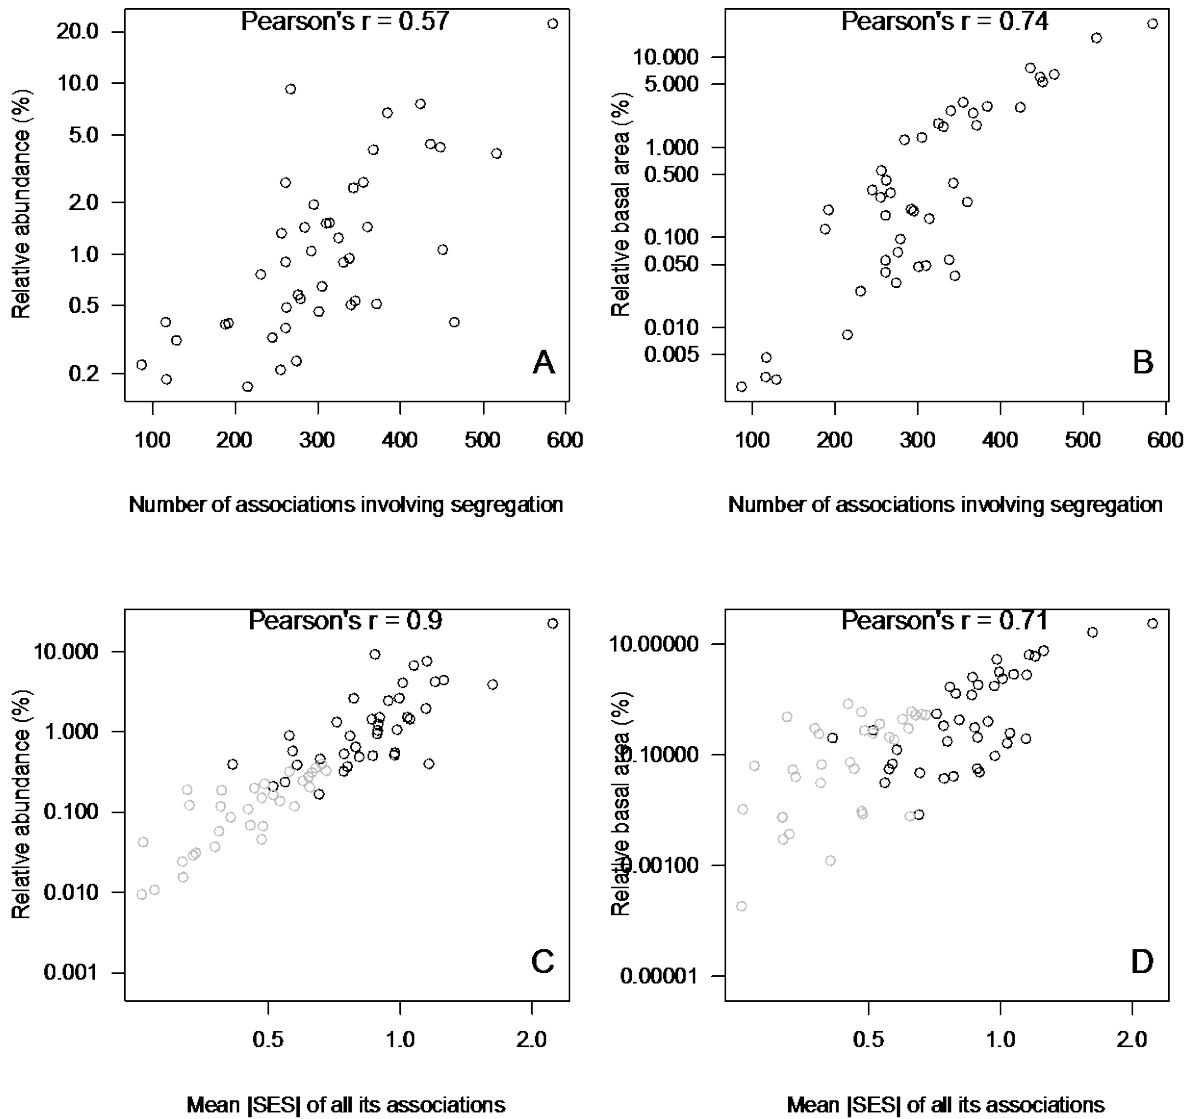 Pearson's r = 0.57
Relative abundance (%)
20.0
10.0
5.0
2.0
1.0
0.5
0.2
A
100 200 300 400 500 600
Number of associations involving segregation
Pearson's r = 0.74
Relative basal area (%)
10.000
5.000
1.000
0.500
0.100
0.050
0.010
0.005
B
100 200 300 400 500 600
Number of associations involving segregation
Pearson's r = 0.9
Relative abundance (%)
10.000
1.000
0.100
0.010
0.001
C
0.5 1.0 2.0
Mean |SES| of all its associations
Pearson's r = 0.71
Relative basal area (%)
10.00000
0.10000
0.00100
0.00001
D
0.5 1.0 2.0
Mean |SES| of all its associations